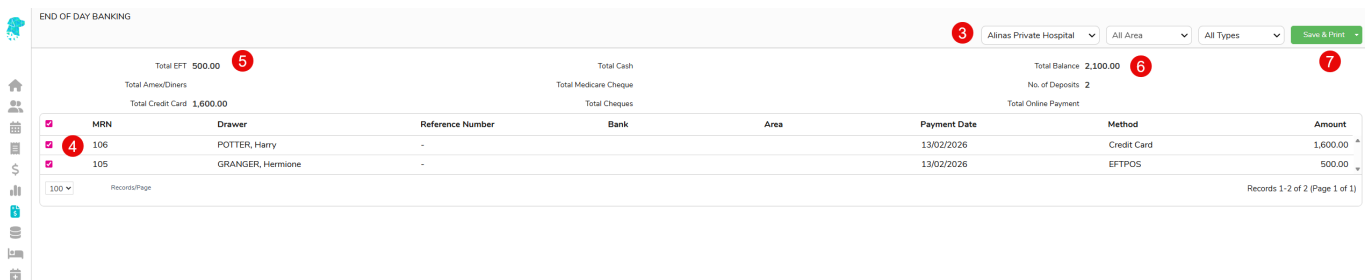 END OF DAY BANKING
3 Alinas Private Hospital All Area All Types Save & Print
Total EFT 500.00 5 Total Cash Total Balance 2,100.00 6 7
Total Amex/Diners Total Medicare Cheque No. of Deposits 2
Total Credit Card 1,600.00 Total Cheques Total Online Payment
MRN Drawer Reference Number Bank Area Payment Date Method Amount
4 106 POTTER, Harry - 13/02/2026 Credit Card 1,600.00
105 GRANGER, Hermione - 13/02/2026 EFTPOS 500.00
100 Records/Page Records 1-2 of 2 (Page 1 of 1)